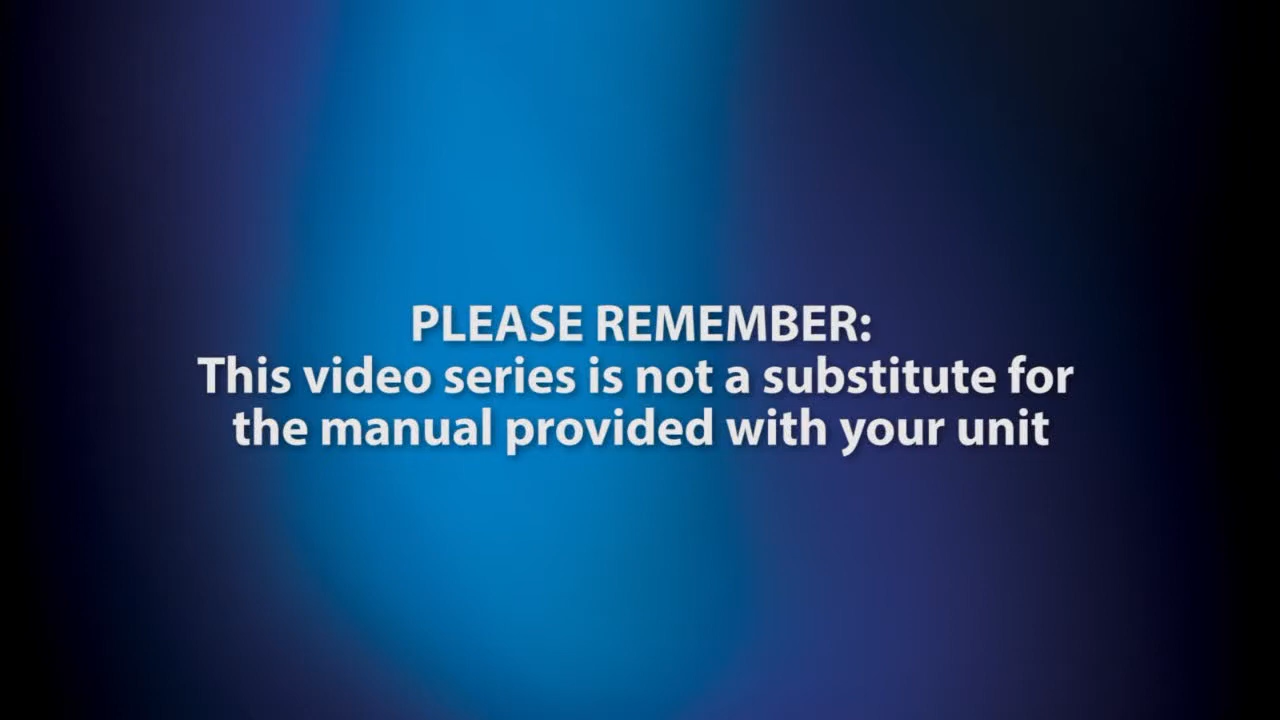 PLEASE REMEMBER:
This video series is not a substitute for
the manual provided with your unit